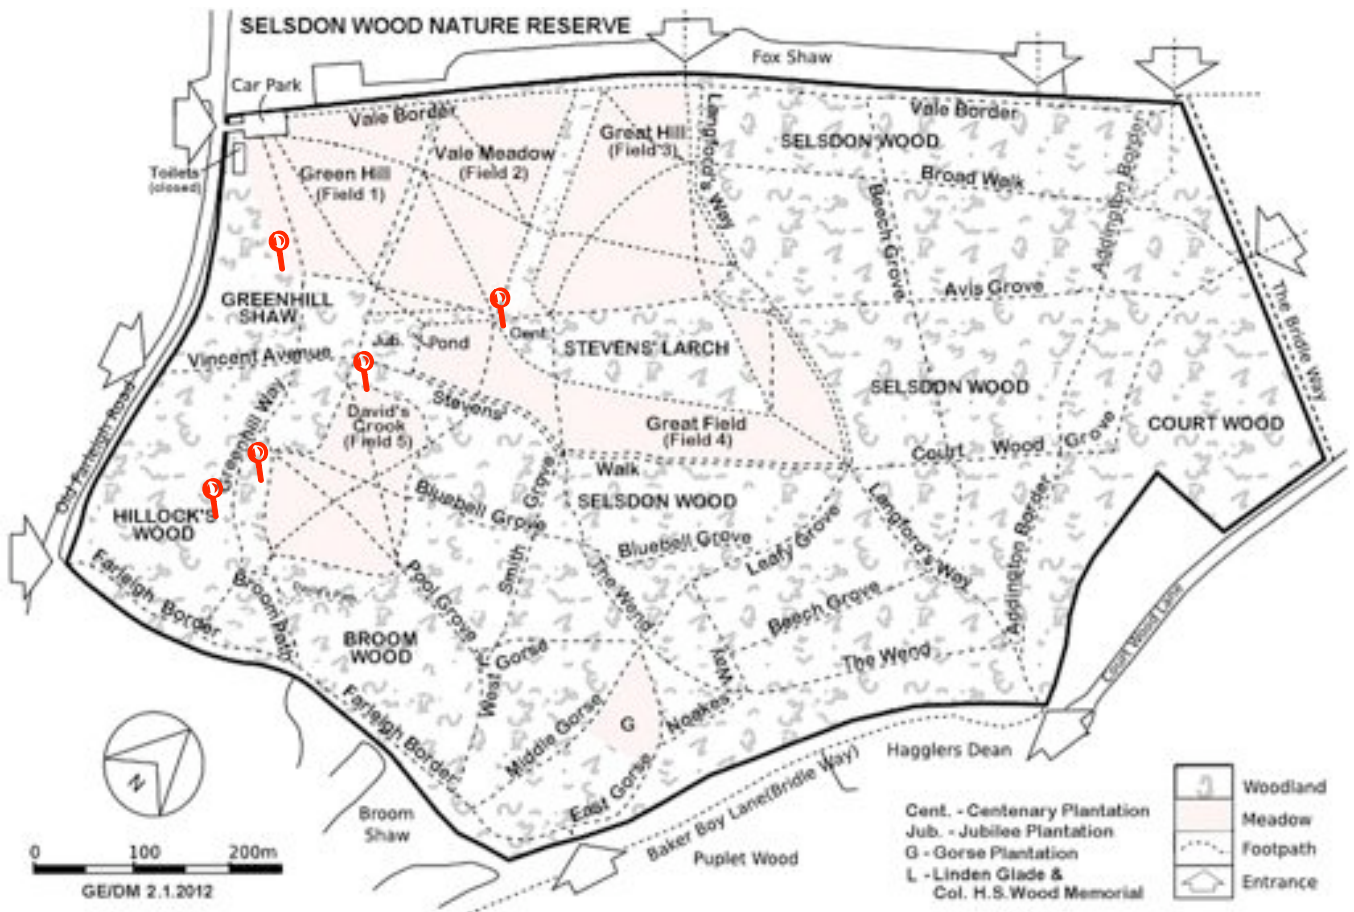 SELSDON WOOD NATURE RESERVE
Fox Shaw
Car Park
Vale Border
Vale Border
Toilets
(closed)
Green Hill
(Field 1)
Vale Meadow
(Field 2)
Great Hill
(Field 3)
Langford's Way
SELSDON WOOD
Broad Walk
Beech Grove
Addington Border
Avis Grove
The Bridle Way
GREENHILL
SHAW
Vincent Avenue
Jub.
Pond
Cent.
STEVENS' LARCH
SELSDON WOOD
COURT WOOD
Old Farleigh Road
Greenhill Way
David's
Crook
(Field 5)
Stevens'
Walk
Great Field
(Field 4)
Court Wood Grove
HILLOCK'S
WOOD
Bluebell Grove
Smith Grove
SELSDON WOOD
Bluebell Grove
Leafy Grove
Langford's Way
Addington Border
Farleigh Border
Broom Path
Pool Grove
The Wend
Beech Grove
BROOM
WOOD
West Gorse
The Wend
Noakes Way
Middle Gorse
G
East Gorse
Farleigh Border
Court Wood Lane
Hagglers Dean
Baker Boy Lane(Bridle Way)
Puplet Wood
Broom
Shaw
N
0 100 200m
GE/DM 2.1.2012
Cent. - Centenary Plantation
Jub. - Jubilee Plantation
G - Gorse Plantation
L - Linden Glade &
Col. H.S.Wood Memorial
Woodland
Meadow
Footpath
Entrance